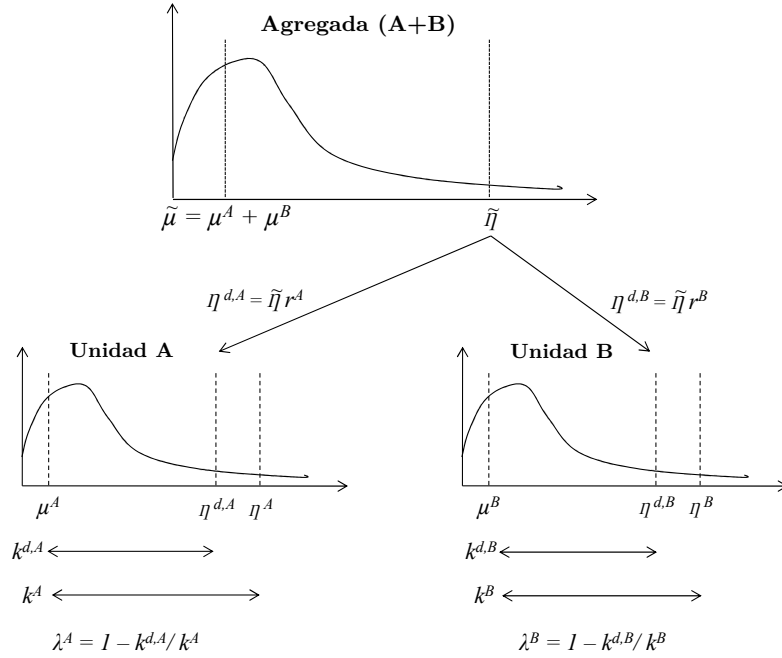 Agregada (A+B)
μ̃ = μ^A + μ^B
η̃
η^{d,A} = η̃ r^A
η^{d,B} = η̃ r^B
Unidad A
Unidad B
μ^A η^{d,A} η^A
μ^B η^{d,B} η^B
k^{d,A}
k^{d,B}
k^A
k^B
λ^A = 1 – k^{d,A}/ k^A
λ^B = 1 – k^{d,B}/ k^B